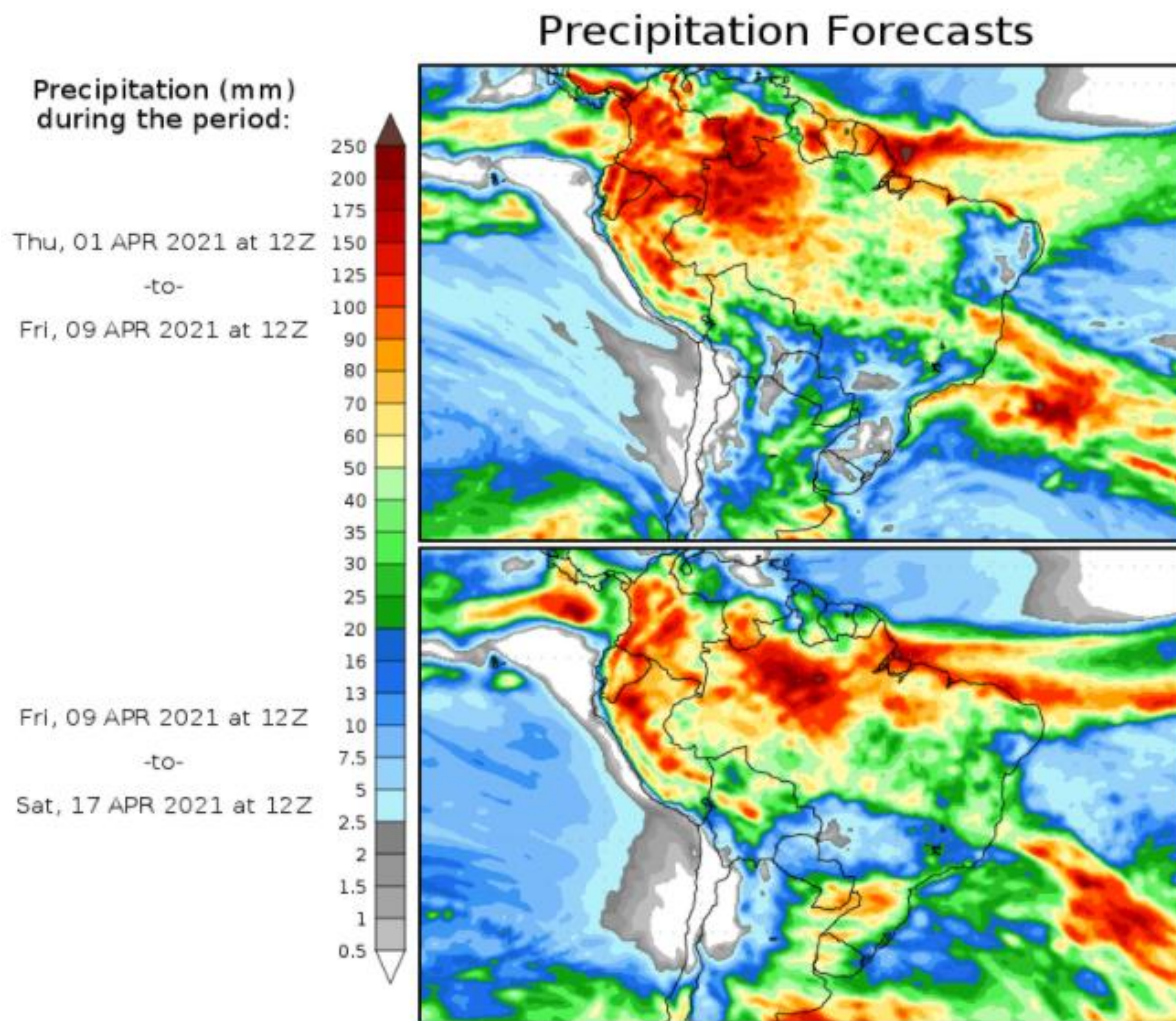 Precipitation Forecasts
Precipitation (mm)
during the period:
Thu, 01 APR 2021 at 12Z
-to-
Fri, 09 APR 2021 at 12Z
Fri, 09 APR 2021 at 12Z
-to-
Sat, 17 APR 2021 at 12Z
250
200
175
150
125
100
90
80
70
60
50
40
35
30
25
20
16
13
10
7.5
5
2.5
2
1.5
1
0.5